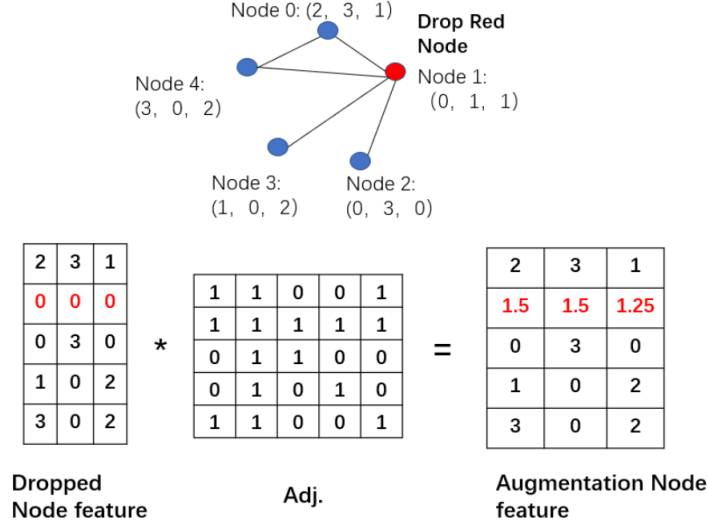 Node 0: (2, 3, 1)
Drop Red
Node
Node 1:
(0, 1, 1)
Node 4:
(3, 0, 2)
Node 3:
(1, 0, 2)
Node 2:
(0, 3, 0)
2 3 1
0 0 0
0 3 0
1 0 2
3 0 2
*
1 1 0 0 1
1 1 1 1 1
0 1 1 0 0
0 1 0 1 0
1 1 0 0 1
=
2 3 1
1.5 1.5 1.25
0 3 0
1 0 2
3 0 2
Dropped
Node feature
Adj.
Augmentation Node
feature